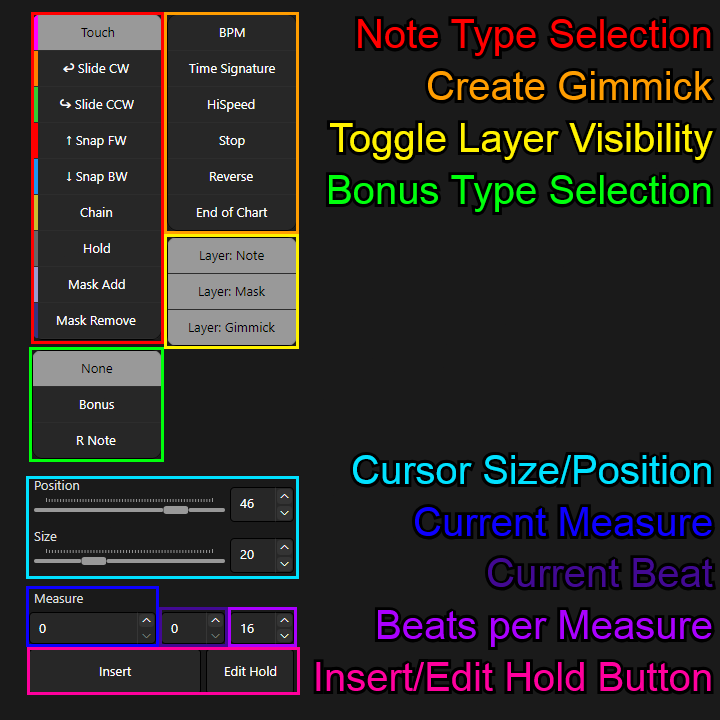 Touch
↩ Slide CW
↪ Slide CCW
↑ Snap FW
↓ Snap BW
Chain
Hold
Mask Add
Mask Remove
BPM
Time Signature
HiSpeed
Stop
Reverse
End of Chart
Layer: Note
Layer: Mask
Layer: Gimmick
None
Bonus
R Note
Position
46
Size
20
Measure
0
0
16
Insert
Edit Hold
Note Type Selection
Create Gimmick
Toggle Layer Visibility
Bonus Type Selection
Cursor Size/Position
Current Measure
Current Beat
Beats per Measure
Insert/Edit Hold Button